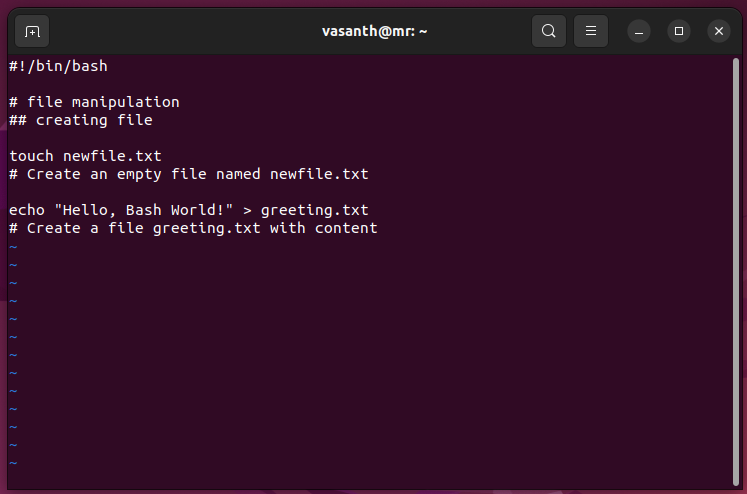 vasanth@mr: ~
#!/bin/bash
# file manipulation
## creating file
touch newfile.txt
# Create an empty file named newfile.txt
echo "Hello, Bash World!" > greeting.txt
# Create a file greeting.txt with content
~
~
~
~
~
~
~
~
~
~
~
~
~